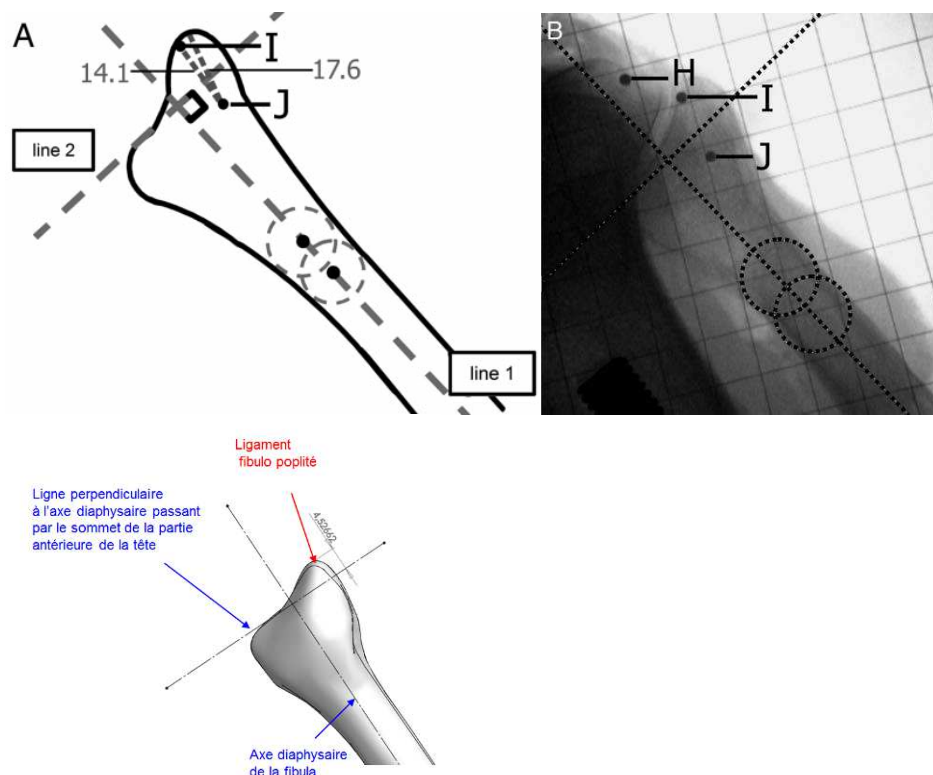 A
I
14.1
17.6
J
line 2
line 1
B
H
I
J
Ligament
fibulo poplité
Ligne perpendiculaire
à l'axe diaphysaire passant
par le sommet de la partie
antérieure de la tête
4,52662
Axe diaphysaire
de la fibula